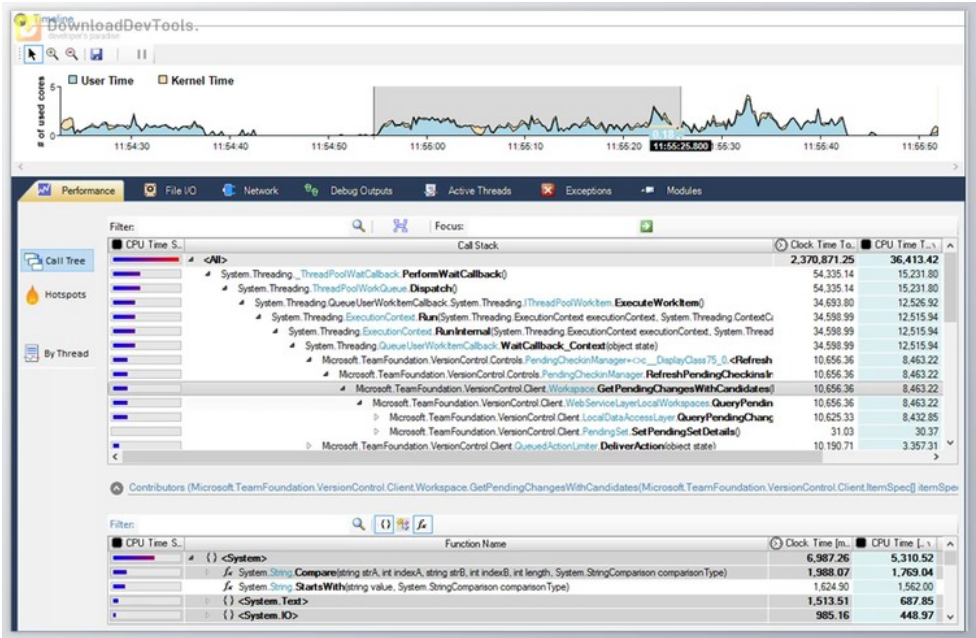 Timeline
DownloadDevTools.
developer's paradise
# of used cores
User Time Kernel Time
5
0
0.18
11:54:30 11:54:40 11:54:50 11:55:00 11:55:10 11:55:20 11:55:25.800 :55:30 11:55:40 11:55:50
Performance File I/O Network Debug Outputs Active Threads Exceptions Modules
Filter: Focus:
CPU Time S.. Call Stack Clock Time To.. CPU Time T..
Call Tree
Hotspots
By Thread
<All> 2,370,871.25 36,413.42
System.Threading._ThreadPoolWaitCallback.PerformWaitCallback() 54,335.14 15,231.80
System.Threading.ThreadPoolWorkQueue.Dispatch() 54,335.14 15,231.80
System.Threading.QueueUserWorkItemCallback.System.Threading.IThreadPoolWorkItem.ExecuteWorkItem() 34,693.80 12,526.92
System.Threading.ExecutionContext.Run(System.Threading.ExecutionContext executionContext, System.Threading.ContextCa 34,598.99 12,515.94
System.Threading.ExecutionContext.RunInternal(System.Threading.ExecutionContext executionContext, System.Thread 34,598.99 12,515.94
System.Threading.QueueUserWorkItemCallback.WaitCallback_Context(object state) 34,598.99 12,515.94
Microsoft.TeamFoundation.VersionControl.Controls.PendingCheckinManager+<>c__DisplayClass75_0.<Refresh 10,656.36 8,463.22
Microsoft.TeamFoundation.VersionControl.Controls.PendingCheckinManager.RefreshPendingCheckinsIn 10,656.36 8,463.22
Microsoft.TeamFoundation.VersionControl.Client.Workspace.GetPendingChangesWithCandidates( 10,656.36 8,463.22
Microsoft.TeamFoundation.VersionControl.Client.WebServiceLayerLocalWorkspaces.QueryPendin 10,656.36 8,463.22
Microsoft.TeamFoundation.VersionControl.Client.LocalDataAccessLayer.QueryPendingChang 10,625.33 8,432.85
Microsoft.TeamFoundation.VersionControl.Client.PendingSet.SetPendingSetDetails() 31.03 30.37
Microsoft.TeamFoundation.VersionControl.Client.QueuedActionLimiter.DeliverAction(object state) 10,190.71 3,357.31
Contributors (Microsoft.TeamFoundation.VersionControl.Client.Workspace.GetPendingChangesWithCandidates(Microsoft.TeamFoundation.VersionControl.Client.ItemSpec[] itemSpe
Filter:
CPU Time S.. Function Name Clock Time [m.. CPU Time [..
<System> 6,987.26 5,310.52
System.String.Compare(string strA, int indexA, string strB, int indexB, int length, System.StringComparison comparisonType) 1,988.07 1,769.04
System.String.StartsWith(string value, System.StringComparison comparisonType) 1,624.90 1,562.00
<System.Text> 1,513.51 687.85
<System.IO> 985.16 448.97